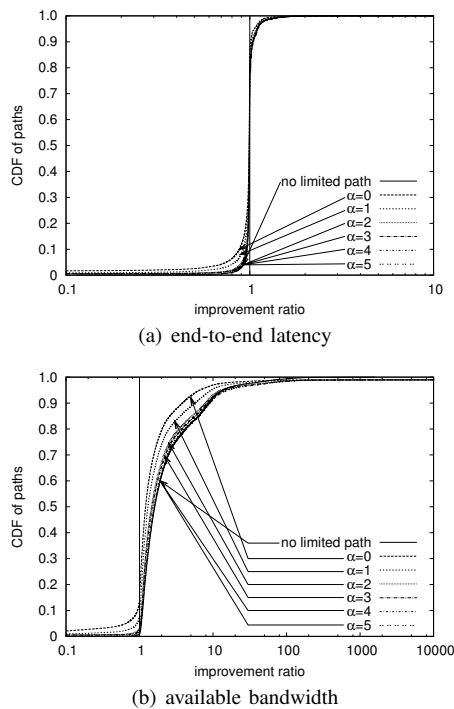 1
0.9
0.8
0.7
0.6
0.5
0.4
0.3
0.2
0.1
0
CDF of paths
no limited path
α=0
α=1
α=2
α=3
α=4
α=5
0.1
1
10
improvement ratio
(a) end-to-end latency
1.0
0.9
0.8
0.7
0.6
0.5
0.4
0.3
0.2
0.1
0
CDF of paths
no limited path
α=0
α=1
α=2
α=3
α=4
α=5
0.1
1
10
100
1000
10000
improvement ratio
(b) available bandwidth